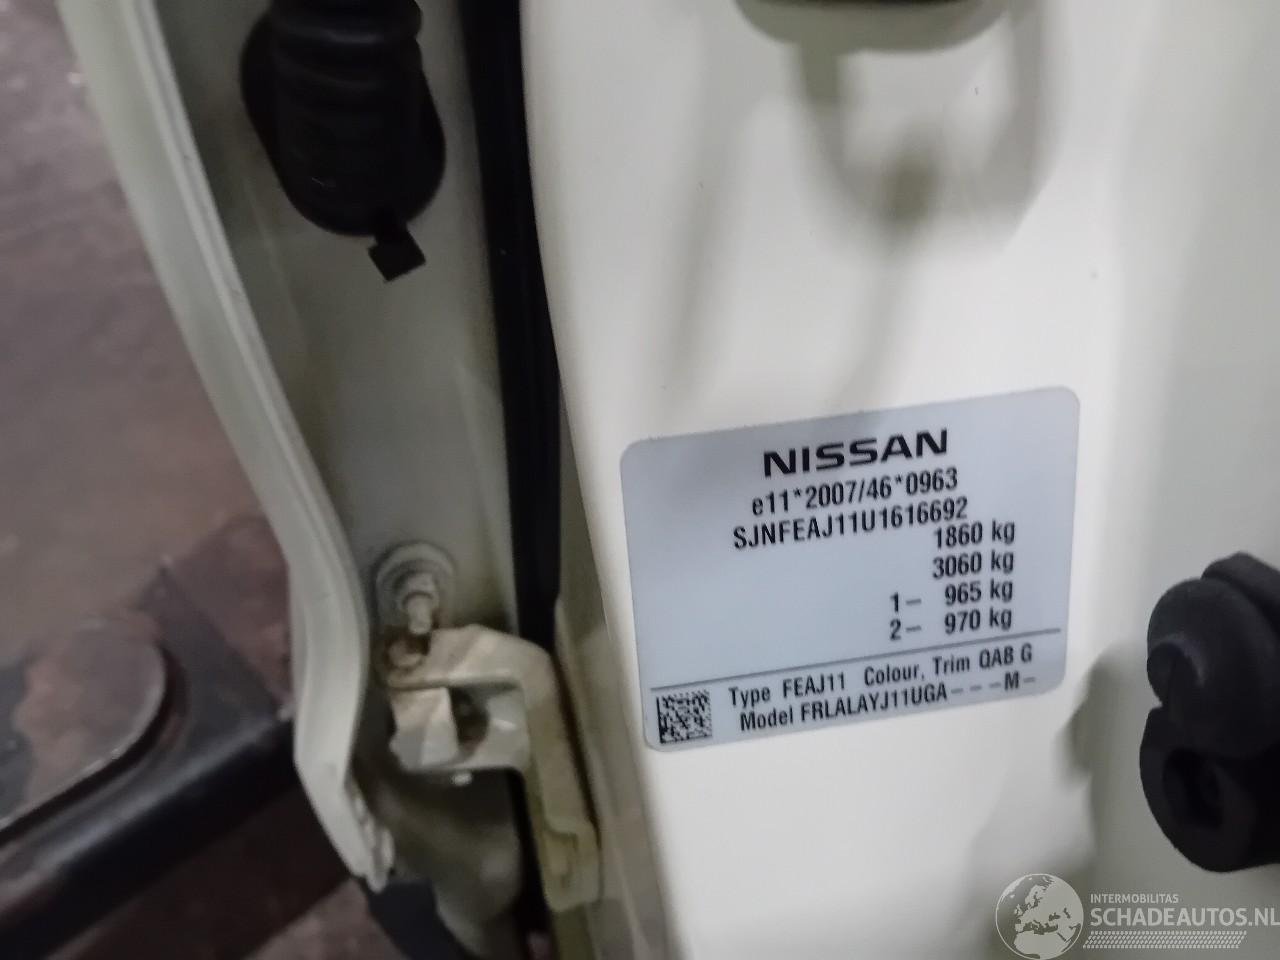 NISSAN
e11*2007/46*0963
SJNFEAJ11U1616692
1860 kg
3060 kg
1- 965 kg
2- 970 kg
Type FEAJ11 Colour, Trim QAB G
Model FRLALAYJ11UGA---M-
INTERMOBILITAS
SCHADEAUTOS.NL